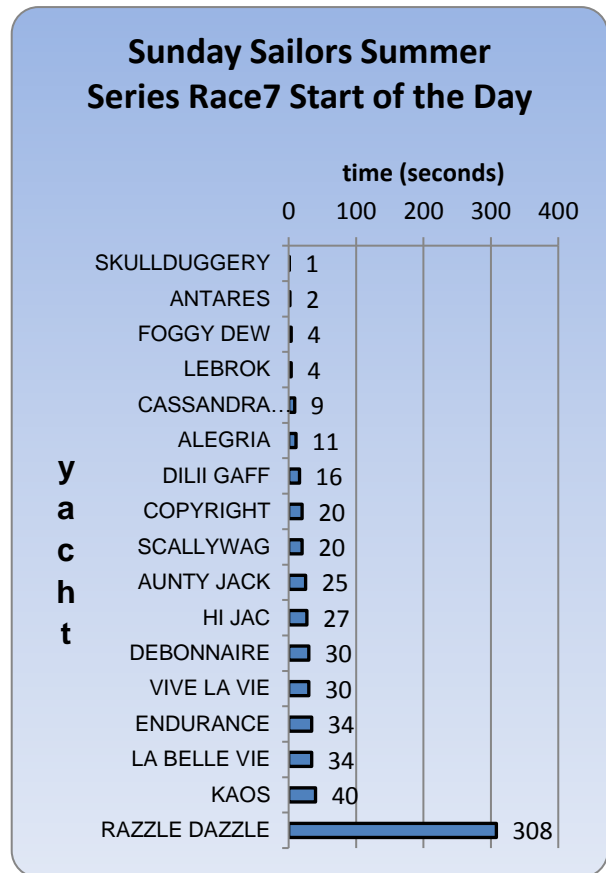 Sunday Sailors Summer
Series Race7 Start of the Day
time (seconds)
0 100 200 300 400
SKULLDUGGERY 1
ANTARES 2
FOGGY DEW 4
LEBROK 4
CASSANDRA… 9
ALEGRIA 11
DILII GAFF 16
COPYRIGHT 20
SCALLYWAG 20
AUNTY JACK 25
HI JAC 27
DEBONNAIRE 30
VIVE LA VIE 30
ENDURANCE 34
LA BELLE VIE 34
KAOS 40
RAZZLE DAZZLE 308
yacht